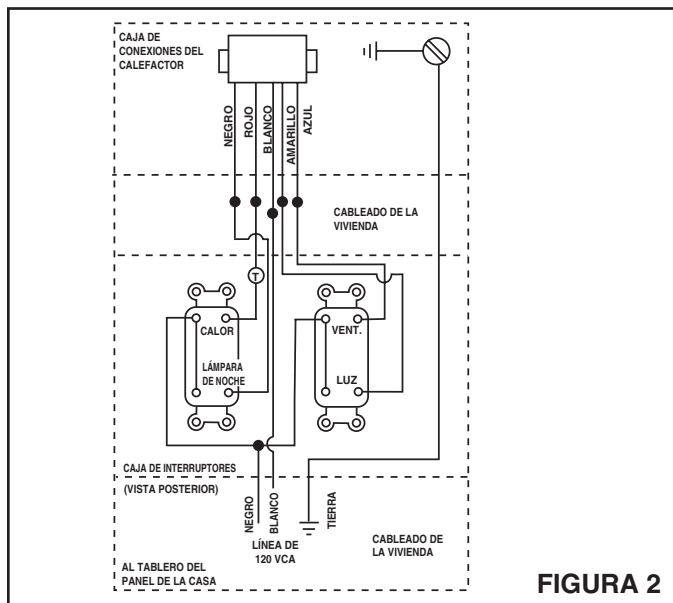 CAJA DE
CONEXIONES DEL
CALEFACTOR
NEGRO
ROJO
BLANCO
AMARILLO
AZUL
CABLEADO DE LA
VIVIENDA
T
CALOR
LÁMPARA
DE NOCHE
VENT.
LUZ
CAJA DE INTERRUPTORES
(VISTA POSTERIOR)
NEGRO
BLANCO
TIERRA
LÍNEA DE
120 VCA
CABLEADO DE
LA VIVIENDA
AL TABLERO DEL
PANEL DE LA CASA
FIGURA 2